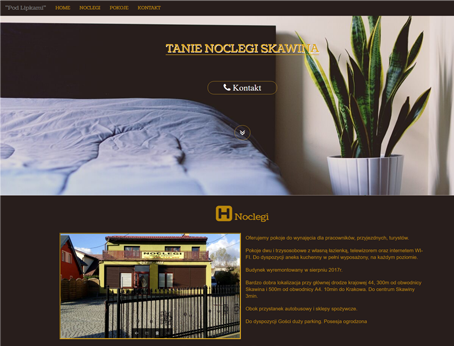 "Pod Lipkami" HOME NOCLEGI POKOJE KONTAKT
TANIE NOCLEGI SKAWINA
Kontakt
H Noclegi
Oferujemy pokoje do wynajęcia dla pracowników, przyjezdnych, turystów.
Pokoje dwu i trzyosobowe z własną łazienką, telewizorem oraz internetem WI-
FI. Do dyspozycji aneks kuchenny w pełni wyposażony, na każdym poziomie.
Budynek wyremontowany w sierpniu 2017r.
Bardzo dobra lokalizacja przy głównej drodze krajowej 44, 300m od obwodnicy
Skawina i 500m od obwodnicy A4. 10min do Krakowa. Do centrum Skawiny
3min.
Obok przystanek autobusowy i sklepy spożywcze.
Do dyspozycji Gości duży parking. Posesja ogrodzona.
NOCLEGI